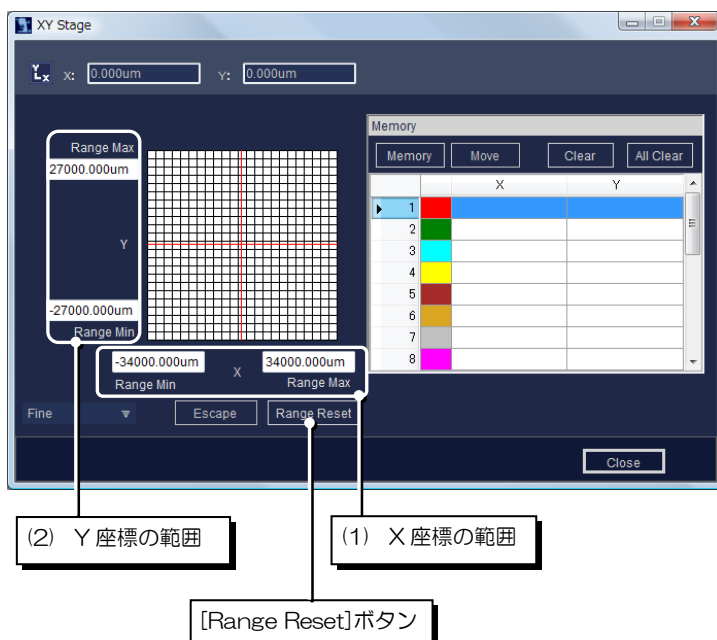 XY Stage
X: 0.000um Y: 0.000um
Range Max
27000.000um
Y
-27000.000um
Range Min
-34000.000um X 34000.000um
Range Min Range Max
Fine Escape Range Reset
Memory
Memory Move Clear All Clear
X Y
1
2
3
4
5
6
7
8
Close
(2) Y座標の範囲
(1) X座標の範囲
[Range Reset]ボタン